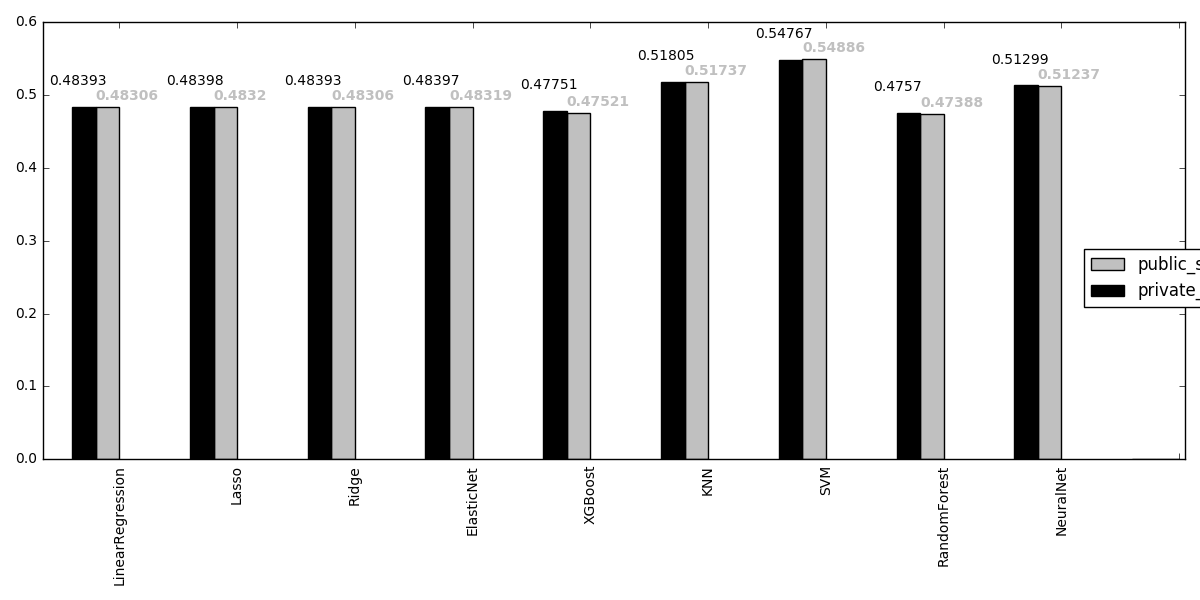 0.6
0.5
0.4
0.3
0.2
0.1
0.0
0.48393
0.48306
0.48398
0.4832
0.48393
0.48306
0.48397
0.48319
0.47751
0.47521
0.51805
0.51737
0.54767
0.54886
0.4757
0.47388
0.51299
0.51237
public_s
private_
LinearRegression
Lasso
Ridge
ElasticNet
XGBoost
KNN
SVM
RandomForest
NeuralNet